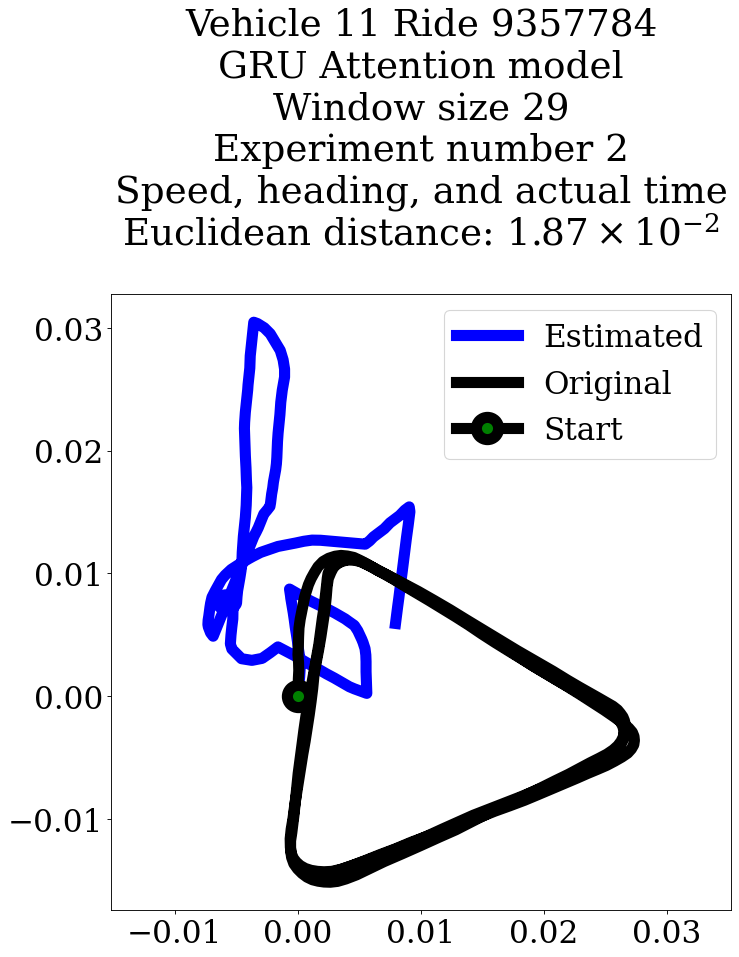 Vehicle 11 Ride 9357784
GRU Attention model
Window size 29
Experiment number 2
Speed, heading, and actual time
Euclidean distance: 1.87 × 10⁻²
Estimated
Original
Start
0.03
0.02
0.01
0.00
−0.01
−0.01 0.00 0.01 0.02 0.03